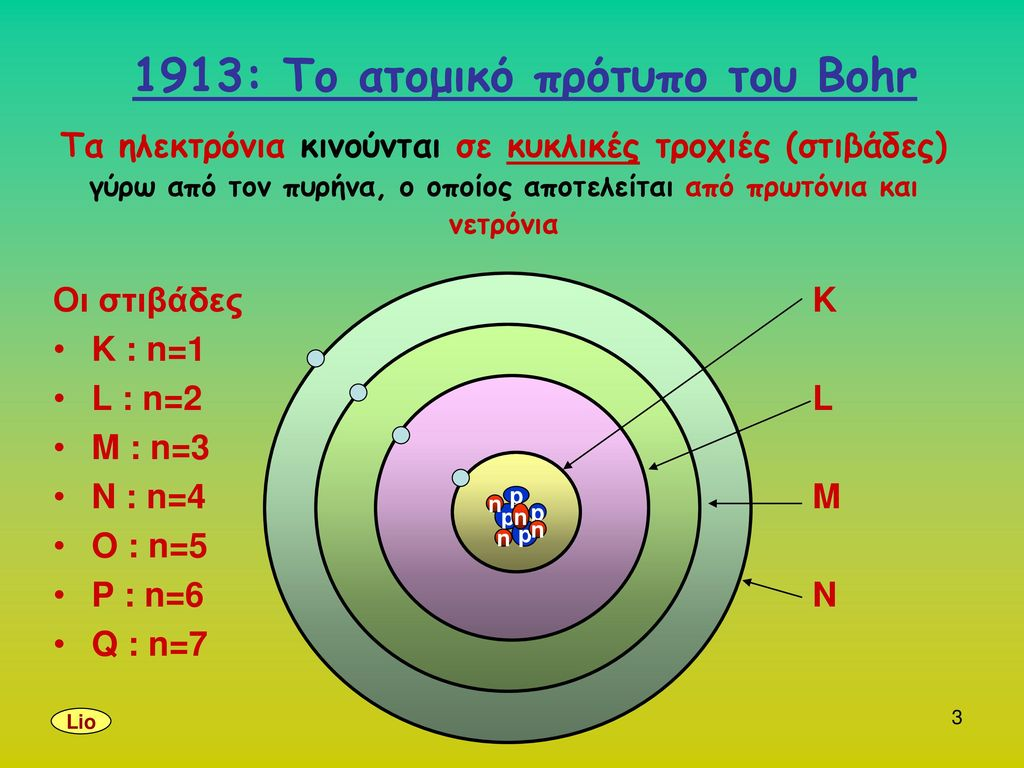 1913: Το ατομικό πρότυπο του Bohr
Τα ηλεκτρόνια κινούνται σε κυκλικές τροχιές (στιβάδες)
γύρω από τον πυρήνα, ο οποίος αποτελείται από πρωτόνια και
νετρόνια
Οι στιβάδες
• K : n=1
• L : n=2
• M : n=3
• N : n=4
• O : n=5
• P : n=6
• Q : n=7
K
L
M
N
n p
p n p
n p n
Lio
3